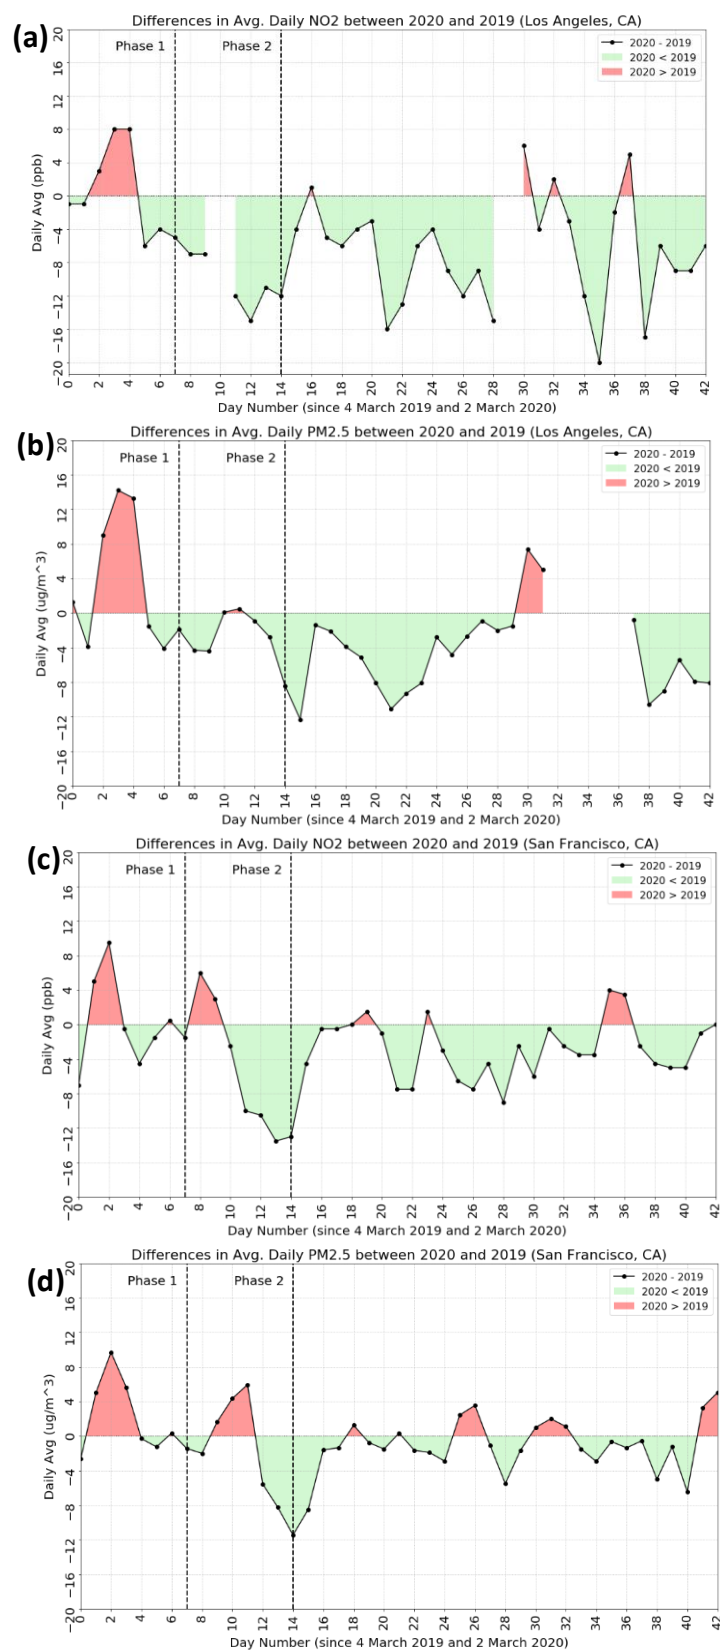 (a)
Differences in Avg. Daily NO2 between 2020 and 2019 (Los Angeles, CA)
Phase 1
Phase 2
2020 - 2019
2020 < 2019
2020 > 2019
Daily Avg (ppb)
20
16
12
8
4
0
−4
−8
−12
−16
−20
0 2 4 6 8 10 12 14 16 18 20 22 24 26 28 30 32 34 36 38 40 42
Day Number (since 4 March 2019 and 2 March 2020)
(b)
Differences in Avg. Daily PM2.5 between 2020 and 2019 (Los Angeles, CA)
Phase 1
Phase 2
2020 - 2019
2020 < 2019
2020 > 2019
Daily Avg (ug/m^3)
20
16
12
8
4
0
−4
−8
−12
−16
−20
0 2 4 6 8 10 12 14 16 18 20 22 24 26 28 30 32 34 36 38 40 42
Day Number (since 4 March 2019 and 2 March 2020)
(c)
Differences in Avg. Daily NO2 between 2020 and 2019 (San Francisco, CA)
Phase 1
Phase 2
2020 - 2019
2020 < 2019
2020 > 2019
Daily Avg (ppb)
20
16
12
8
4
0
−4
−8
−12
−16
−20
0 2 4 6 8 10 12 14 16 18 20 22 24 26 28 30 32 34 36 38 40 42
Day Number (since 4 March 2019 and 2 March 2020)
(d)
Differences in Avg. Daily PM2.5 between 2020 and 2019 (San Francisco, CA)
Phase 1
Phase 2
2020 - 2019
2020 < 2019
2020 > 2019
Daily Avg (ug/m^3)
20
16
12
8
4
0
−4
−8
−12
−16
−20
0 2 4 6 8 10 12 14 16 18 20 22 24 26 28 30 32 34 36 38 40 42
Day Number (since 4 March 2019 and 2 March 2020)